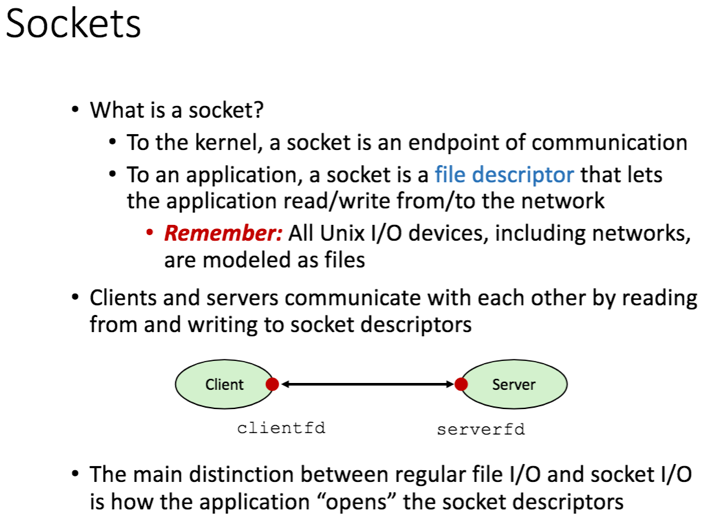 Sockets
• What is a socket?
• To the kernel, a socket is an endpoint of communication
• To an application, a socket is a file descriptor that lets
the application read/write from/to the network
• Remember: All Unix I/O devices, including networks,
are modeled as files
• Clients and servers communicate with each other by reading
from and writing to socket descriptors
Client
Server
clientfd
serverfd
• The main distinction between regular file I/O and socket I/O
is how the application “opens” the socket descriptors